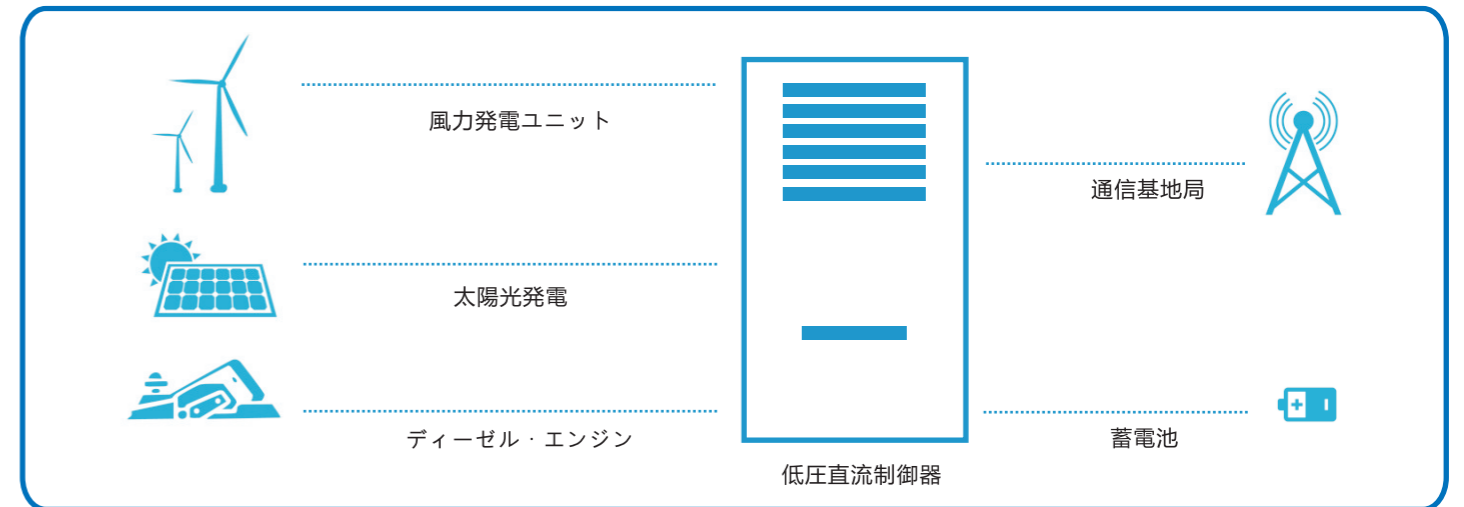 風力発電ユニット
通信基地局
太陽光発電
ディーゼル・エンジン
蓄電池
低圧直流制御器